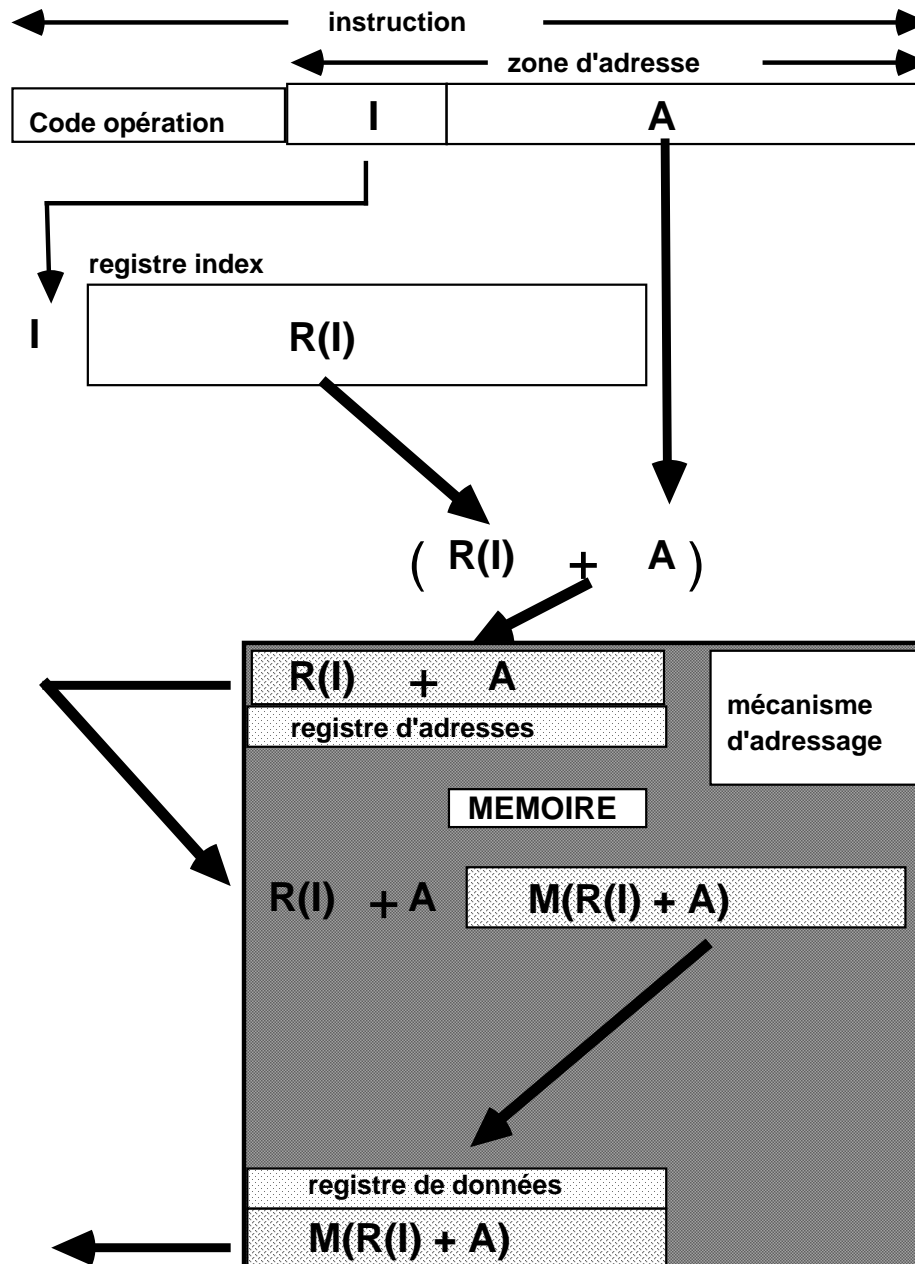 instruction
zone d'adresse
Code opération I A
registre index
I R(I)
( R(I) + A )
R(I) + A
registre d'adresses
mécanisme
d'adressage
MEMOIRE
R(I) + A M(R(I) + A)
registre de données
M(R(I) + A)